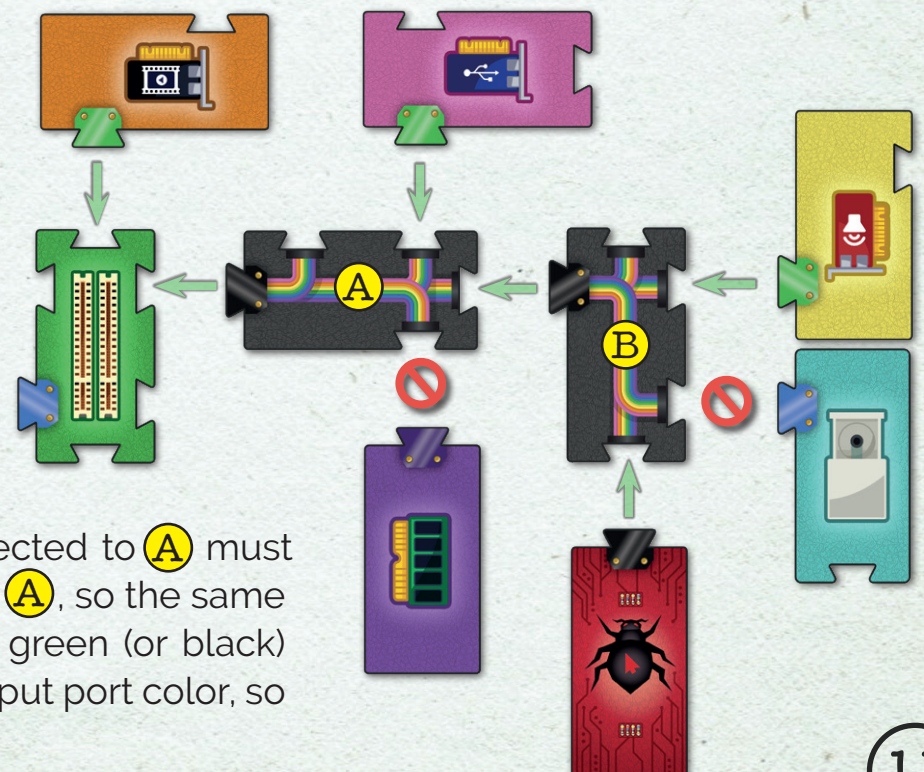 A
B
ected to A must
A, so the same
green (or black)
put port color, so